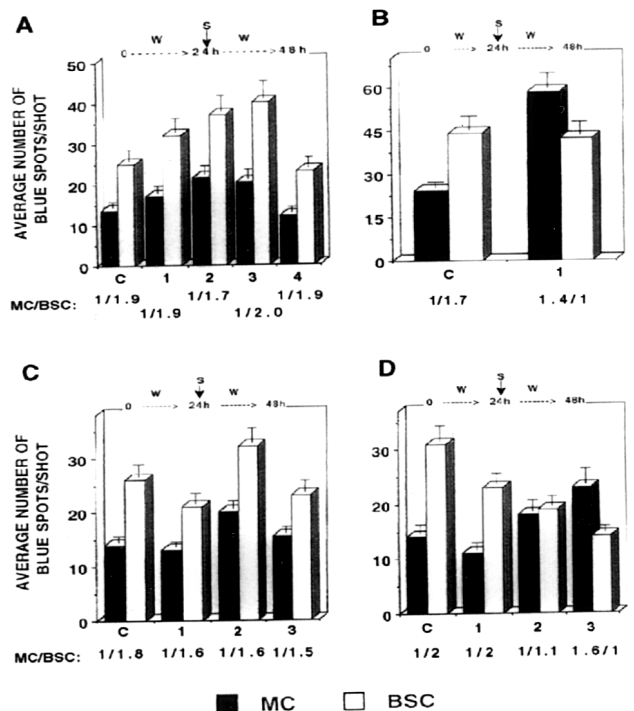 A
S
W W
0 ----> 24h ---> 48h
AVERAGE NUMBER OF
BLUE SPOTS/SHOT
50
40
30
20
10
0
C 1 2 3 4
MC/BSC: 1/1.9 1/1.9 1/1.7 1/2.0 1/1.9
B
S
W W
0 ---> 24h ----> 48h
60
45
30
15
0
C 1
1/1.7 1.4/1
C
S
W W
0 ----> 24h ----> 48h
AVERAGE NUMBER OF
BLUE SPOTS/SHOT
30
20
10
0
C 1 2 3
MC/BSC: 1/1.8 1/1.6 1/1.6 1/1.5
D
S
W W
0 ----> 24h ----> 48h
30
20
10
0
C 1 2 3
1/2 1/2 1/1.1 1.6/1
MC BSC